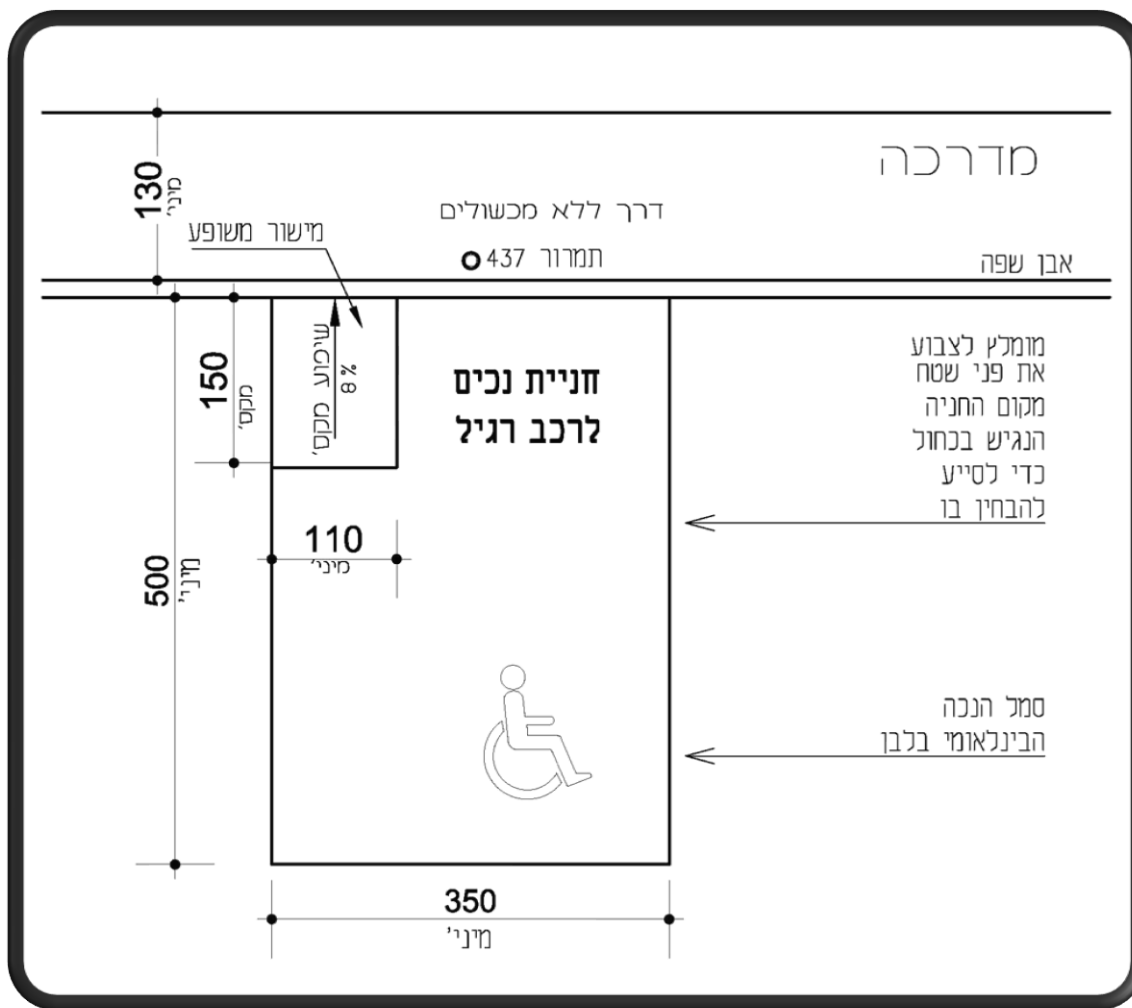 מדרכה
130
מיני'
דרך ללא מכשולים
מישור משופע
תמרור 437
אבן שפה
שיפוע מקס'
8%
150
מקס'
חניית נכים
לרכב רגיל
מומלץ לצבוע
את פני שטח
מקום החניה
הנגיש בכחול
כדי לסייע
להבחין בו
110
מיני'
500
מיני'
סמל הנכה
הבינלאומי בלבן
350
מיני'